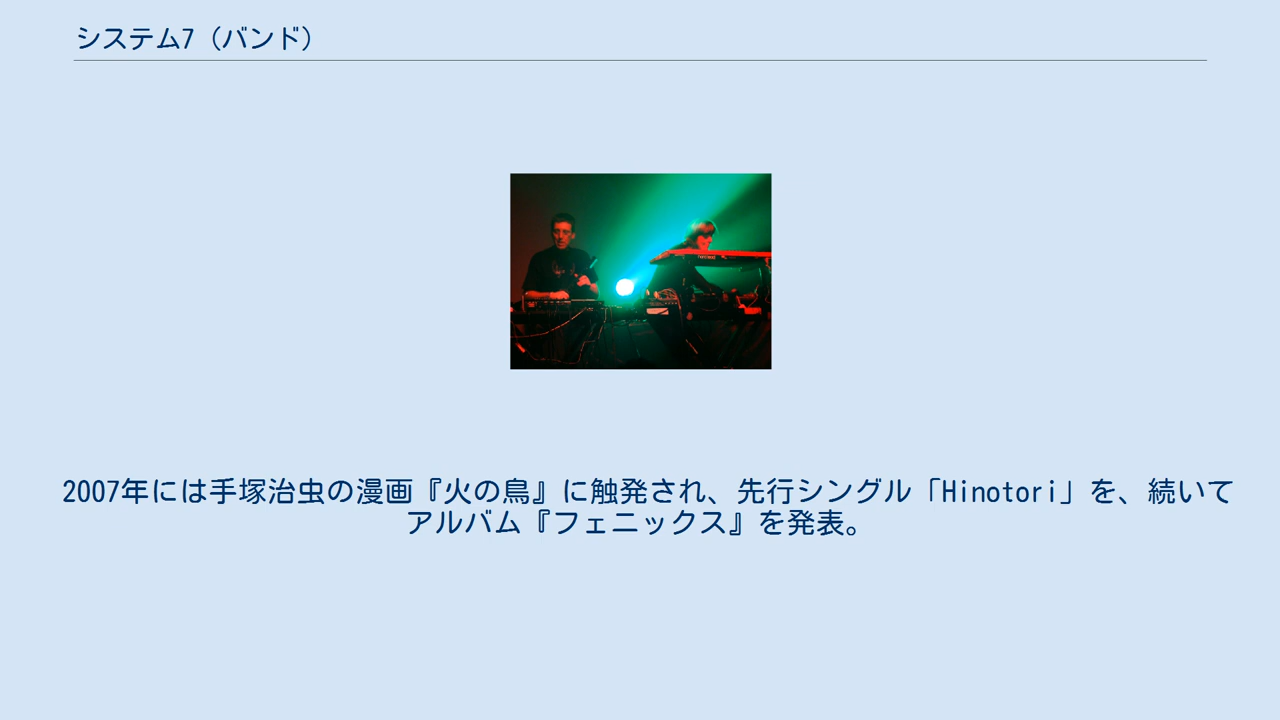 システム7（バンド）
2007年には手塚治虫の漫画『火の鳥』に触発され、先行シングル「Hinotori」を、続いて
アルバム『フェニックス』を発表。